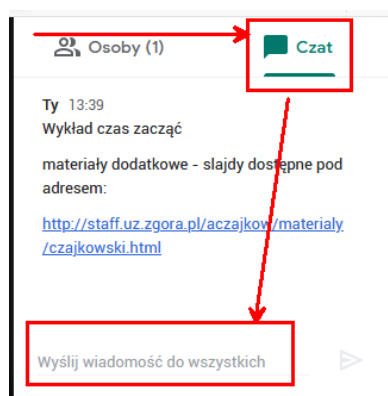 Osoby (1) Czat
Ty 13:39
Wykład czas zacząć
materiały dodatkowe - slajdy dostępne pod
adresem:
http://staff.uz.zgora.pl/aczajkow/materialy
/czajkowski.html
Wyślij wiadomość do wszystkich